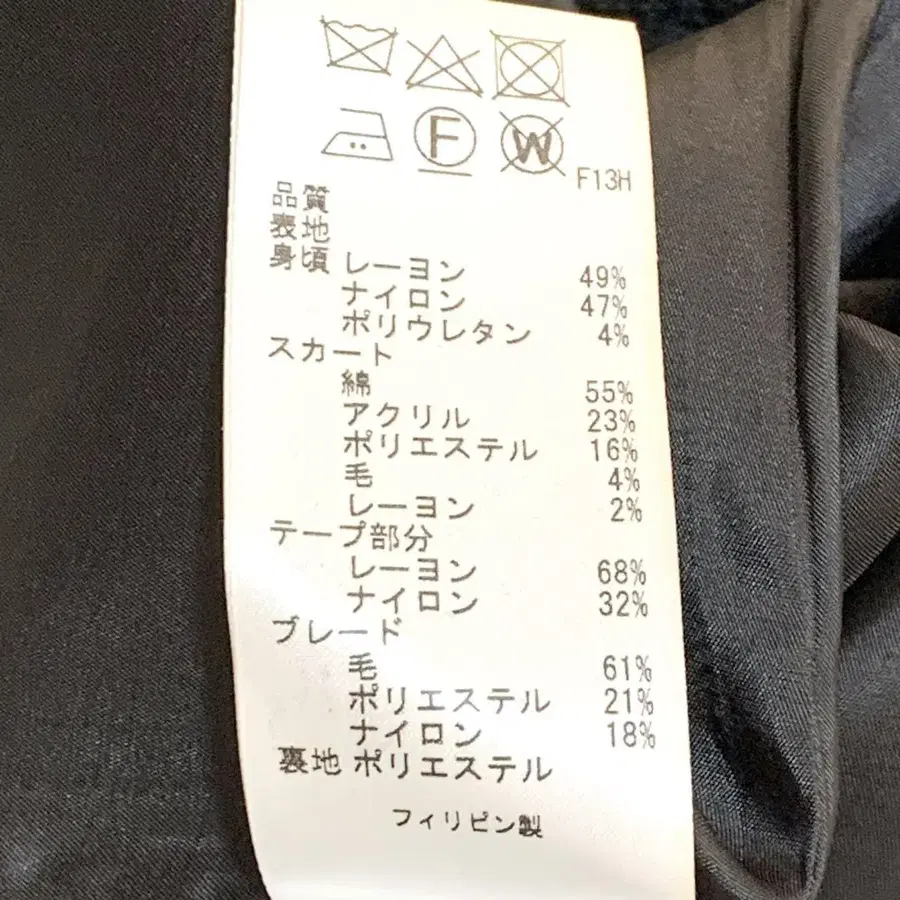 F W
F13H
品質
表地
身頃 レーヨン 49%
ナイロン 47%
ポリウレタン 4%
スカート
綿 55%
アクリル 23%
ポリエステル 16%
毛 4%
レーヨン 2%
テープ部分
レーヨン 68%
ナイロン 32%
ブレード
毛 61%
ポリエステル 21%
ナイロン 18%
裏地 ポリエステル
フィリピン製